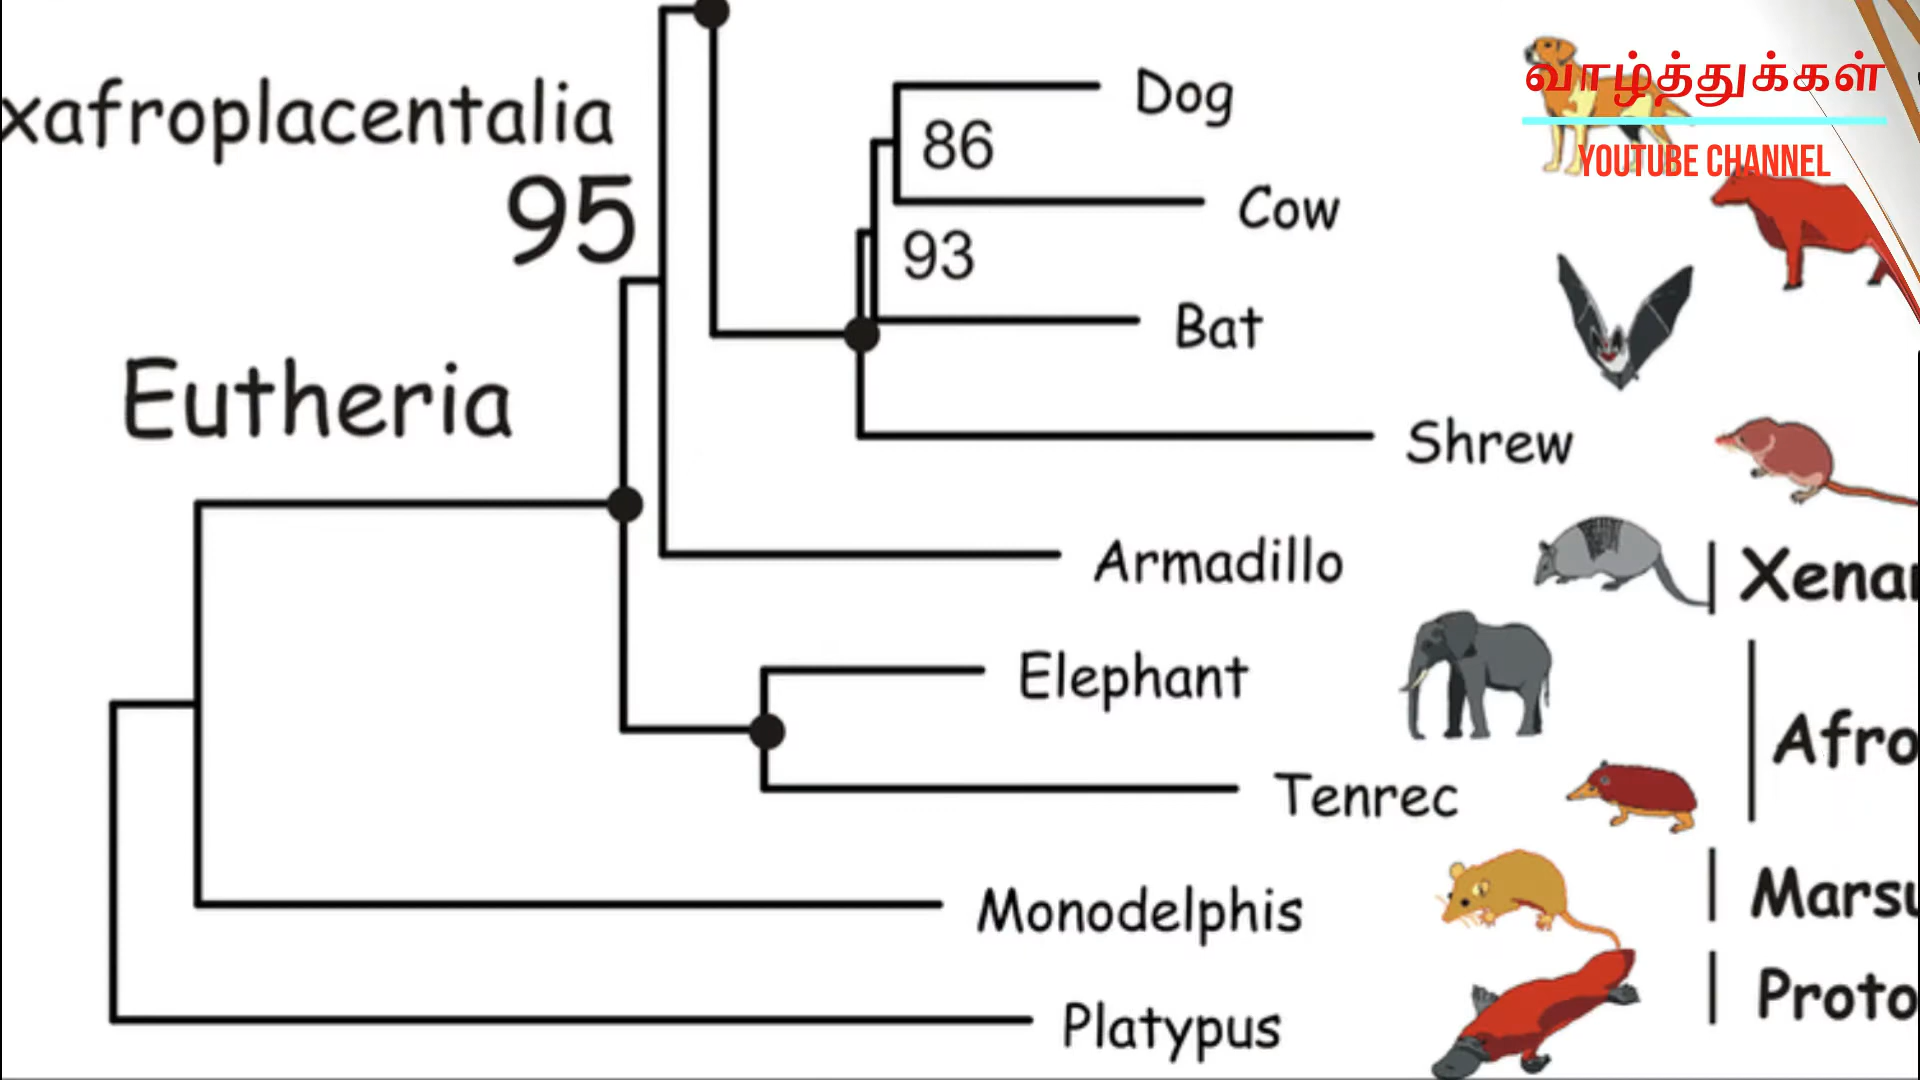 வாழ்த்துக்கள்
YOUTUBE CHANNEL
Dog
xafroplacentalia
86
Cow
95
93
Bat
Eutheria
Shrew
Armadillo
Xenar
Elephant
Afro
Tenrec
Marsu
Monodelphis
Proto
Platypus